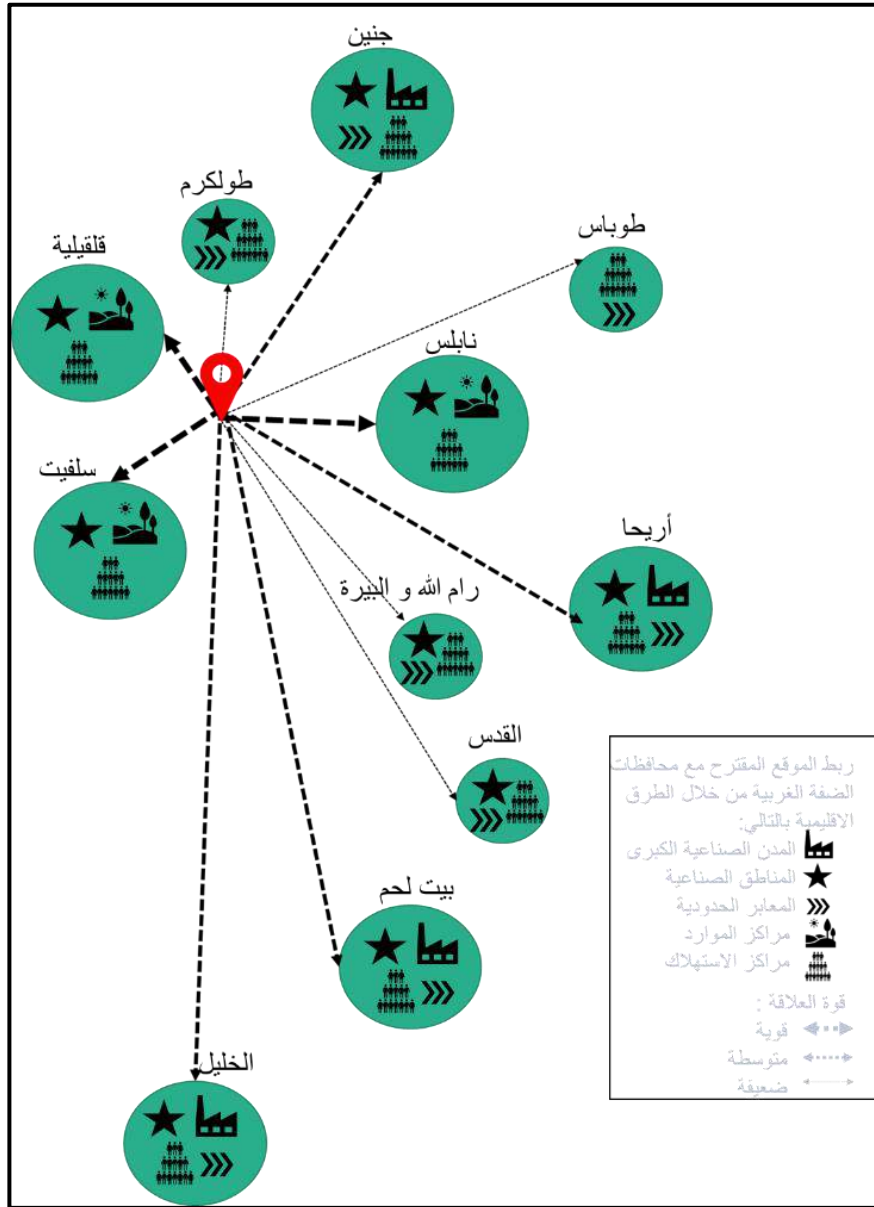 جنين
طولكرم
طوباس
قلقيلية
نابلس
سلفيت
أريحا
رام الله و البيرة
القدس
بيت لحم
الخليل
ربط الموقع المقترح مع محافظات
الضفة الغربية من خلال الطرق
الاقليمية بالتالي:
المدن الصناعية الكبرى
المناطق الصناعية
المعابر الحدودية
مراكز الموارد
مراكز الاستهلاك
قوة العلاقة :
قوية
متوسطة
ضعيفة